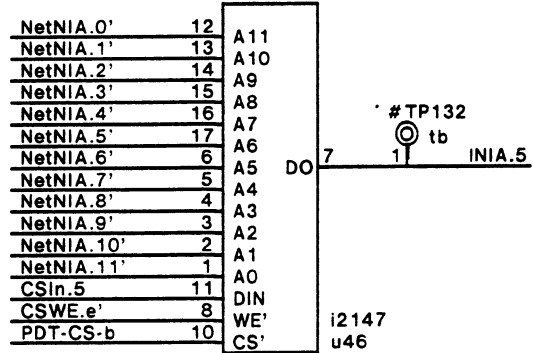 NetNIA.0' 12 A11
NetNIA.1' 13 A10
NetNIA.2' 14 A9
NetNIA.3' 15 A8
NetNIA.4' 16 A7
NetNIA.5' 17 A6
NetNIA.6' 6 A5
NetNIA.7' 5 A4
NetNIA.8' 4 A3
NetNIA.9' 3 A2
NetNIA.10' 2 A1
NetNIA.11' 1 A0
CSIn.5 11 DIN
CSWE.e' 8 WE'
PDT-CS-b 10 CS'
#TP132
tb
DO 7 1 INIA.5
i2147
u46